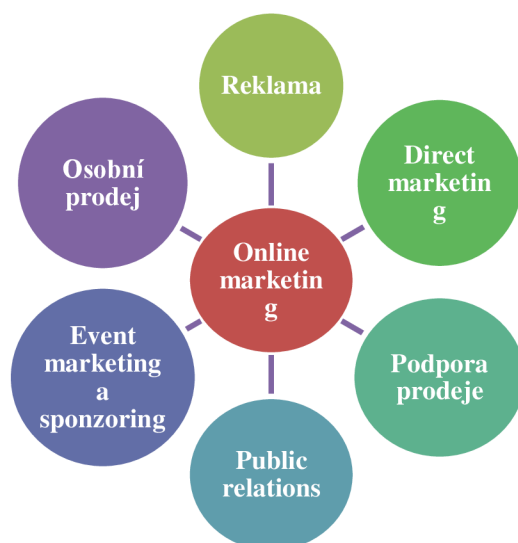 Reklama
Direct
marketin
g
Podpora
prodeje
Public
relations
Event
marketing
a
sponzoring
Osobní
prodej
Online
marketin
g